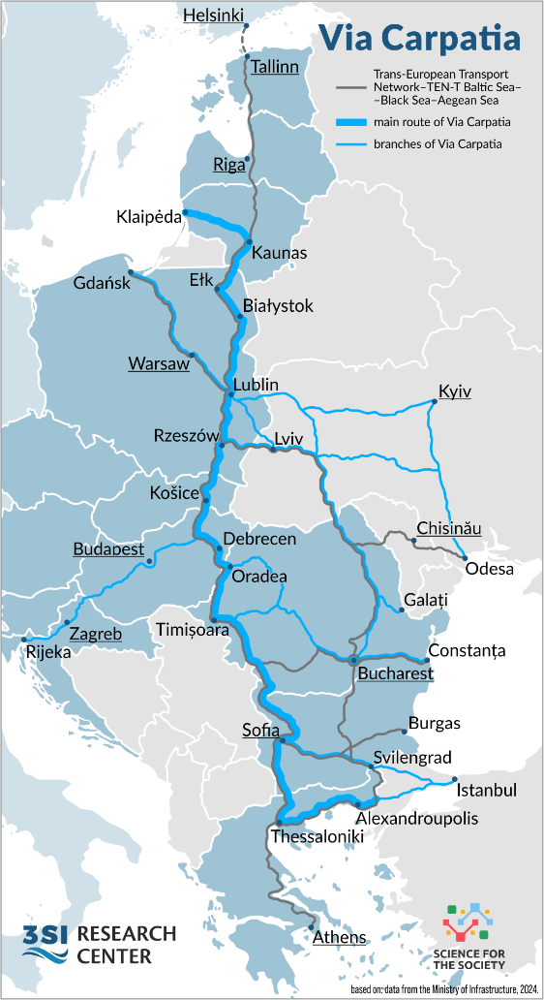 Helsinki
Via Carpatia
Tallinn
Trans-European Transport
Network–TEN-T Baltic Sea–
–Black Sea–Aegean Sea
main route of Via Carpatia
branches of Via Carpatia
Riga
Klaipėda
Kaunas
Gdańsk
Ełk
Białystok
Warsaw
Lublin
Kyiv
Rzeszów
Lviv
Košice
Chisinău
Debrecen
Budapest
Odesa
Oradea
Galați
Timișoara
Zagreb
Rijeka
Constanța
Bucharest
Burgas
Sofia
Svilengrad
Istanbul
Alexandroupolis
Thessaloniki
Athens
3SI RESEARCH
CENTER
SCIENCE FOR
THE SOCIETY
based on: data from the Ministry of Infrastructure, 2024.